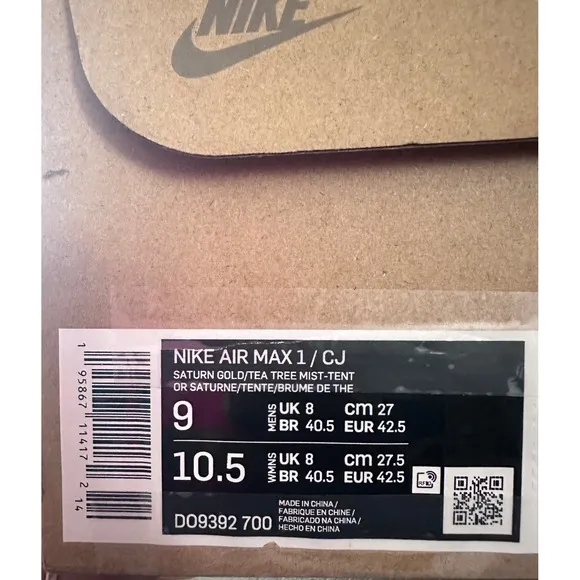 NIKE
NIKE AIR MAX 1 / CJ
SATURN GOLD/TEA TREE MIST-TENT
OR SATURNE/TENTE/BRUME DE THE
9 MENS UK 8 cm 27
BR 40.5 EUR 42.5
10.5 WMNS UK 8 cm 27.5
BR 40.5 EUR 42.5
RFID
MADE IN CHINA /
FABRIQUE EN CHINE /
FABRICADO NA CHINA /
HECHO EN CHINA
DO9392 700
1 95867 11417 2 14